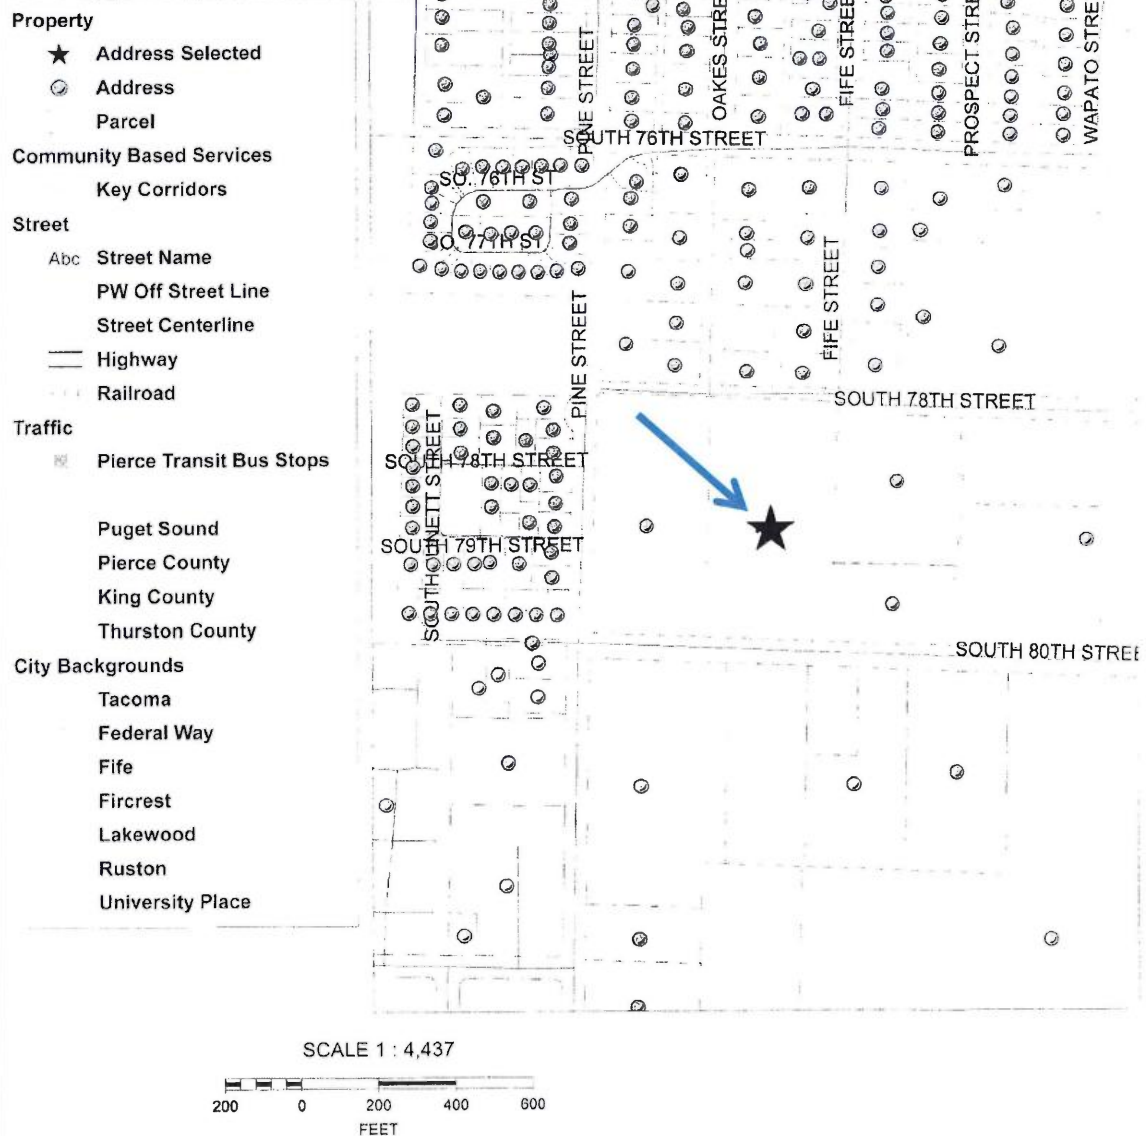 Property
Address Selected
Address
Parcel
Community Based Services
Key Corridors
Street
Abc Street Name
PW Off Street Line
Street Centerline
Highway
Railroad
Traffic
Pierce Transit Bus Stops
Puget Sound
Pierce County
King County
Thurston County
City Backgrounds
Tacoma
Federal Way
Fife
Fircrest
Lakewood
Ruston
University Place
PINE STREET
OAKES STREE
FIFE STREE
PROSPECT STRE
WAPATO STRE
SOUTH 76TH STREET
SO. 76TH ST
O. 77TH ST
PINE STREET
FIFE STREET
SOUTH 78TH STREET
SOUTH 78TH STREET
SOUTH 79TH STREET
STREET
SOUTH 80TH STREE
SCALE 1 : 4,437
200 0 200 400 600
FEET